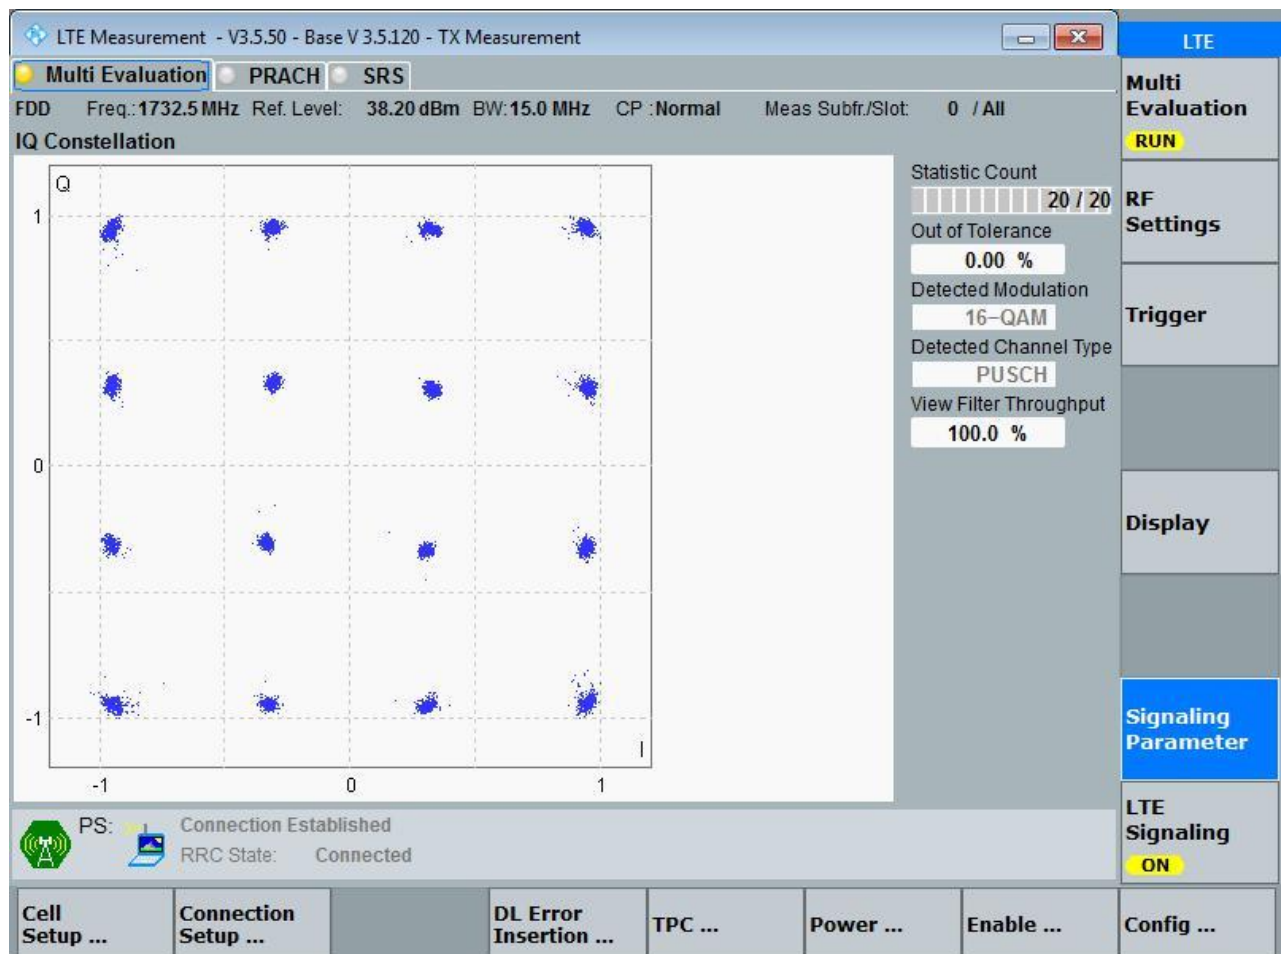 LTE Measurement - V3.5.50 - Base V 3.5.120 - TX Measurement
LTE
Multi Evaluation PRACH SRS
FDD Freq.:1732.5 MHz Ref. Level: 38.20 dBm BW:15.0 MHz CP :Normal Meas Subfr./Slot: 0 / All
IQ Constellation
Q
1
0
-1
I
-1 0 1
Statistic Count
20 / 20
Out of Tolerance
0.00 %
Detected Modulation
16-QAM
Detected Channel Type
PUSCH
View Filter Throughput
100.0 %
Multi
Evaluation
RUN
RF
Settings
Trigger
Display
Signaling
Parameter
LTE
Signaling
ON
PS: Connection Established
RRC State: Connected
Cell
Setup ...
Connection
Setup ...
DL Error
Insertion ...
TPC ...
Power ...
Enable ...
Config ...